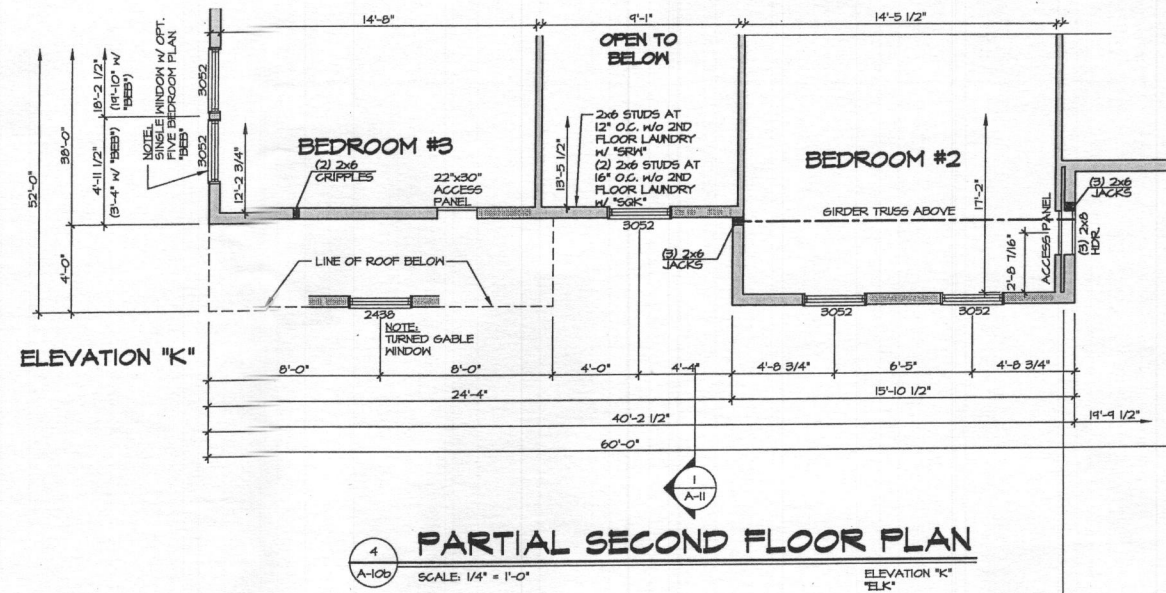 14'-8"
9'-1"
14'-5 1/2"
OPEN TO
BELOW
52'-0"
38'-0"
4'-0"
18'-2 1/2"
(19'-10" W/
"BEB")
4'-11 1/2"
(3'-4" W/ "BEB")
NOTE:
SINGLE WINDOW W/ OPT.
FIVE BEDROOM PLAN
"BEB"
3052
3052
12'-2 3/4"
BEDROOM #3
(2) 2x6
CRIPPLES
22"x30"
ACCESS
PANEL
13'-5 1/2"
2x6 STUDS AT
12" O.C. W/O 2ND
FLOOR LAUNDRY
W/ "SRW"
(2) 2x6 STUDS AT
16" O.C. W/O 2ND
FLOOR LAUNDRY
W/ "SGK"
3052
BEDROOM #2
17'-2"
GIRDER TRUSS ABOVE
(3) 2x6
JACKS
(3) 2x6
JACKS
2'-8 7/16"
ACCESS PANEL
(3) 2x8
HDR.
LINE OF ROOF BELOW
2438
NOTE:
TURNED GABLE
WINDOW
3052
3052
ELEVATION "K"
8'-0"
8'-0"
4'-0"
4'-4"
4'-8 3/4"
6'-5"
4'-8 3/4"
24'-4"
15'-10 1/2"
40'-2 1/2"
19'-9 1/2"
60'-0"
1
A-11
4
A-10b
PARTIAL SECOND FLOOR PLAN
SCALE: 1/4" = 1'-0"
ELEVATION "K"
"ELK"